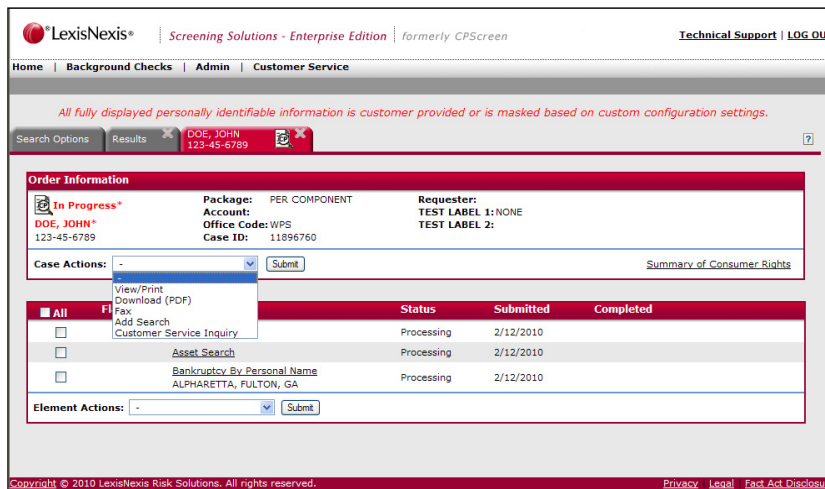 LexisNexis® Screening Solutions - Enterprise Edition formerly CPScreen Technical Support | LOG OU
Home | Background Checks | Admin | Customer Service
All fully displayed personally identifiable information is customer provided or is masked based on custom configuration settings.
Search Options Results DOE, JOHN
123-45-6789
?
Order Information
In Progress* Package: PER COMPONENT Requester:
Account: TEST LABEL 1: NONE
DOE, JOHN* Office Code: WPS TEST LABEL 2:
123-45-6789 Case ID: 11896760
Case Actions: - Submit Summary of Consumer Rights
-
View/Print
Download (PDF)
Fax
Add Search
Customer Service Inquiry
All Fl Status Submitted Completed
Processing 2/12/2010
Asset Search Processing 2/12/2010
Bankruptcy By Personal Name
ALPHARETTA, FULTON, GA Processing 2/12/2010
Element Actions: - Submit
Copyright © 2010 LexisNexis Risk Solutions. All rights reserved. Privacy Legal Fact Act Disclosu